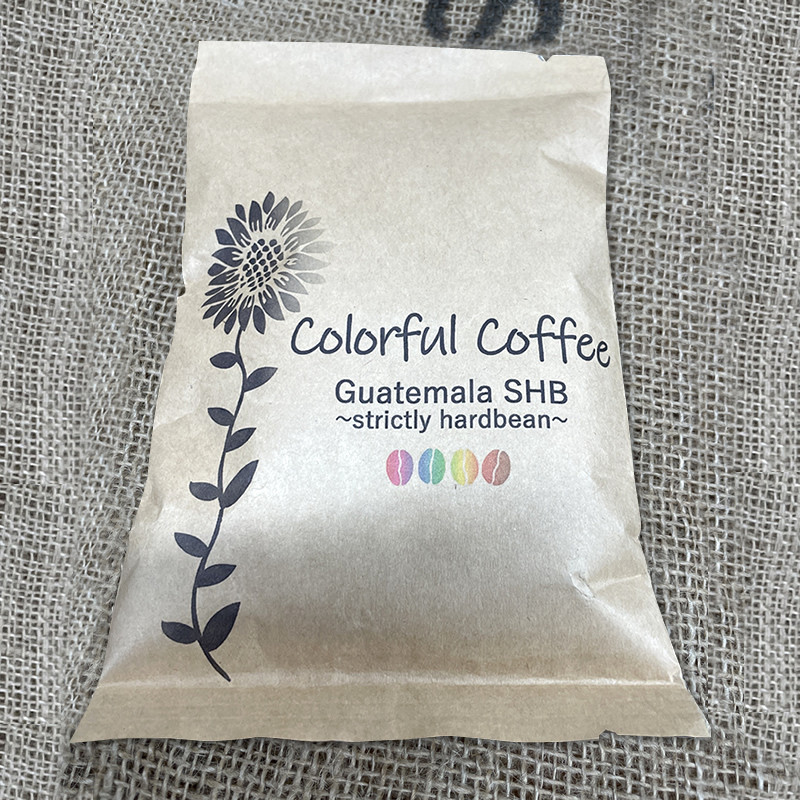 Colorful Coffee
Guatemala SHB
~strictly hardbean~